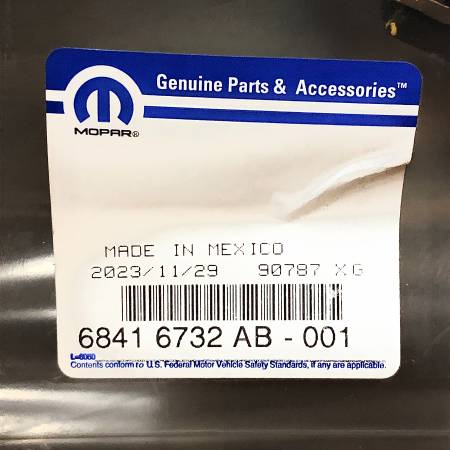 Genuine Parts & Accessories™
MOPAR®
MADE IN MEXICO
2023/11/29 90787 XG
6841 6732 AB - 001
L-6060
Contents conform to U.S. Federal Motor Vehicle Safety Standards, if any are applicable.